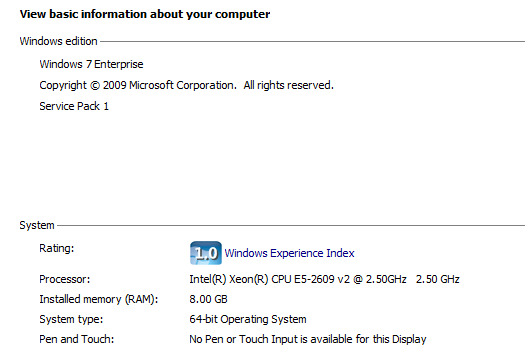 View basic information about your computer
Windows edition
Windows 7 Enterprise
Copyright © 2009 Microsoft Corporation. All rights reserved.
Service Pack 1
System
Rating: 1.0 Windows Experience Index
Processor: Intel(R) Xeon(R) CPU E5-2609 v2 @ 2.50GHz 2.50 GHz
Installed memory (RAM): 8.00 GB
System type: 64-bit Operating System
Pen and Touch: No Pen or Touch Input is available for this Display